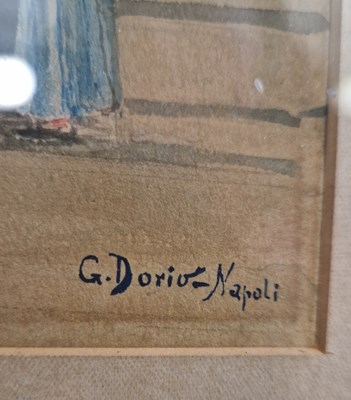 G. Dorio - Napoli